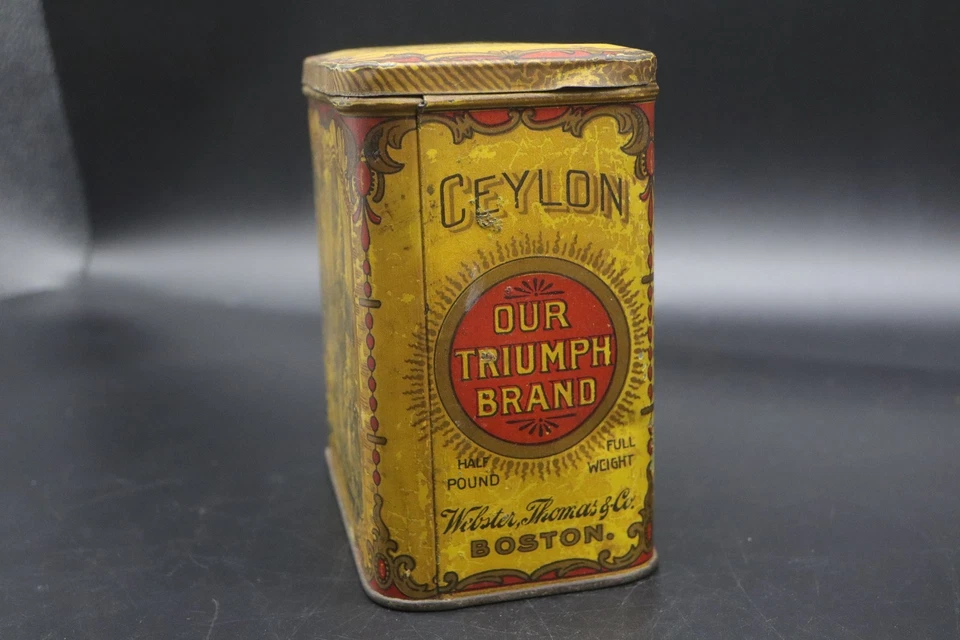 CEYLON
OUR
TRIUMPH
BRAND
HALF
POUND
FULL
WEIGHT
Webster, Thomas & Co.
BOSTON.